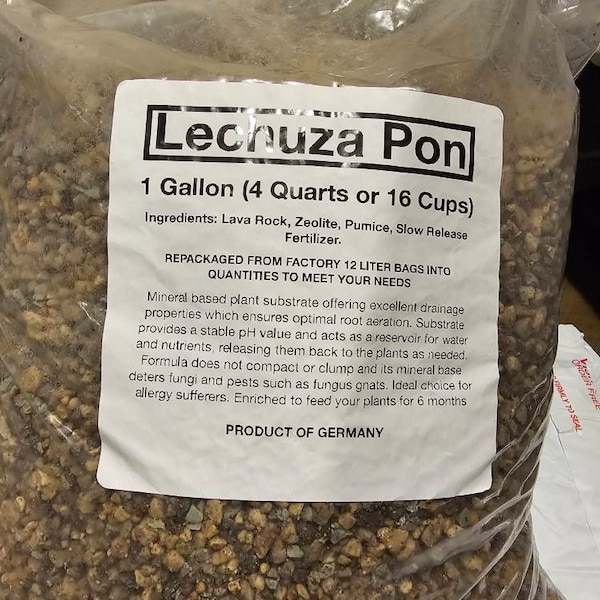 Lechuza Pon
1 Gallon (4 Quarts or 16 Cups)
Ingredients: Lava Rock, Zeolite, Pumice, Slow Release
Fertilizer.
REPACKAGED FROM FACTORY 12 LITER BAGS INTO
QUANTITIES TO MEET YOUR NEEDS
Mineral based plant substrate offering excellent drainage
properties which ensures optimal root aeration. Substrate
provides a stable pH value and acts as a reservoir for water
and nutrients, releasing them back to the plants as needed.
Formula does not compact or clump and its mineral base
deters fungi and pests such as fungus gnats. Ideal choice for
allergy sufferers. Enriched to feed your plants for 6 months
PRODUCT OF GERMANY
ORDER FREE
FIRMLY TO SEAL